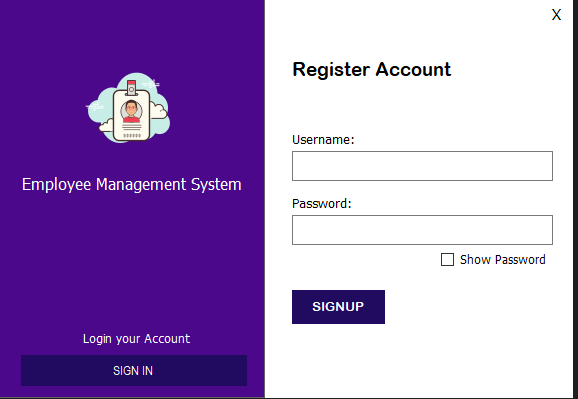 X
Register Account
Employee Management System
Username:
Password:
Show Password
SIGNUP
Login your Account
SIGN IN